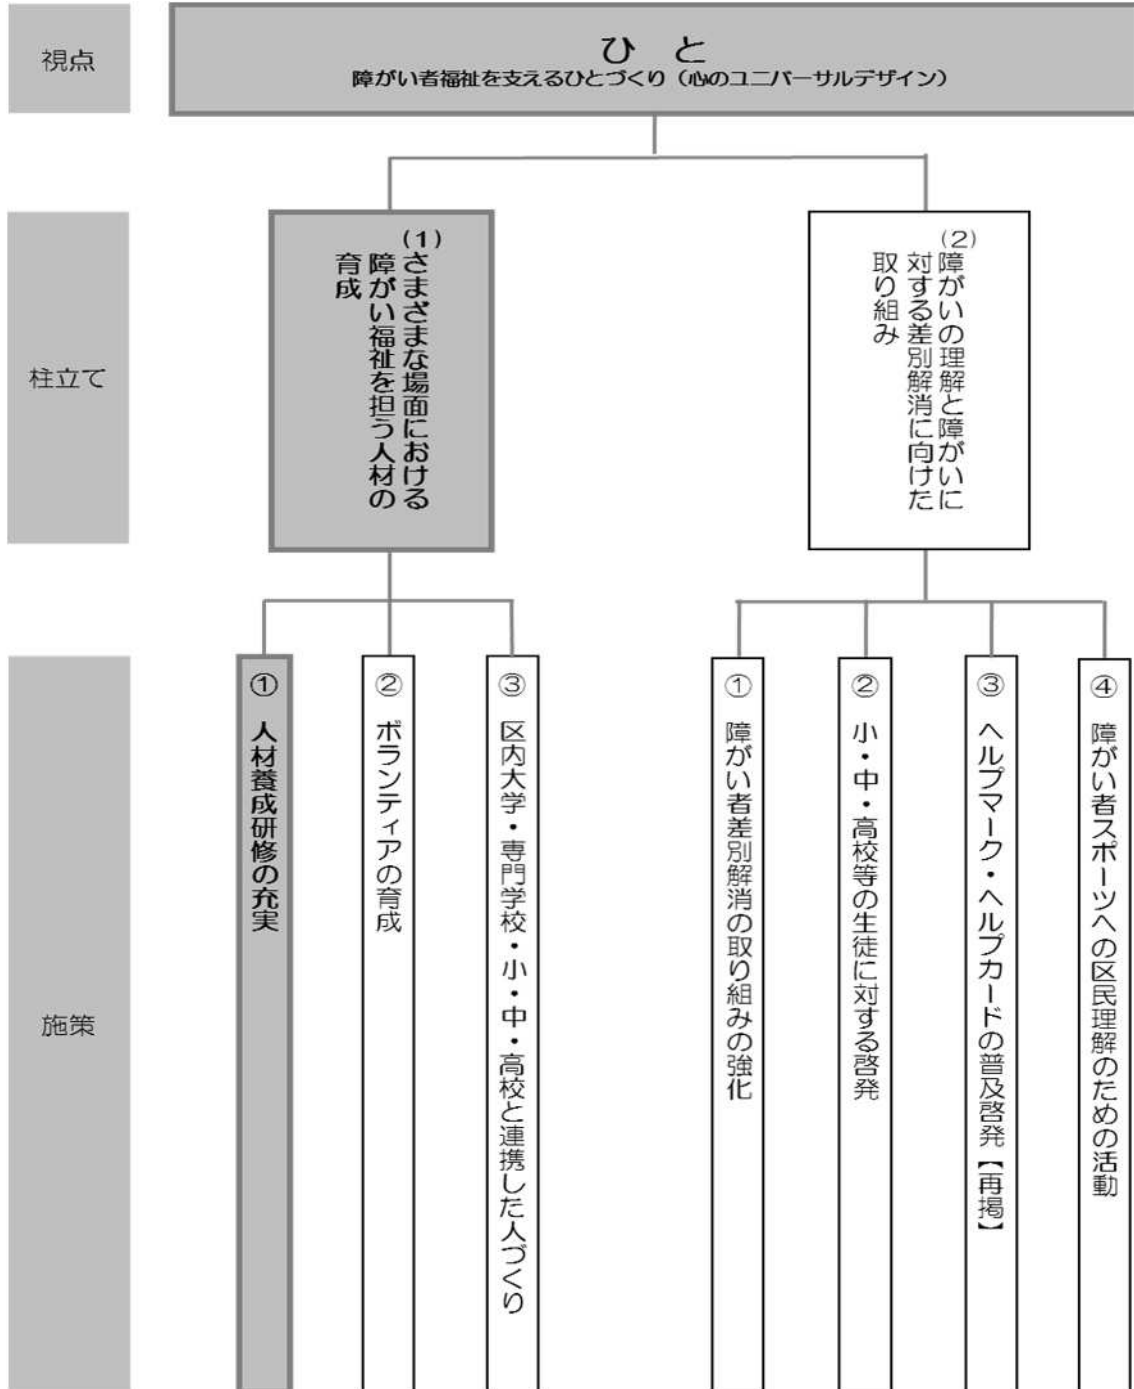 視点
ひと
障がい者福祉を支えるひとづくり（心のユニバーサルデザイン）
柱立て
(1)
さまざまな場面における
障がい福祉を担う人材の
育成
(2)
障がいの理解と障がいに
対する差別解消に向けた
取り組み
施策
① 人材養成研修の充実
② ボランティアの育成
③ 区内大学・専門学校・小・中・高校と連携した人づくり
① 障がい者差別解消の取り組みの強化
② 小・中・高校等の生徒に対する啓発
③ ヘルプマーク・ヘルプカードの普及啓発【再掲】
④ 障がい者スポーツへの区民理解のための活動